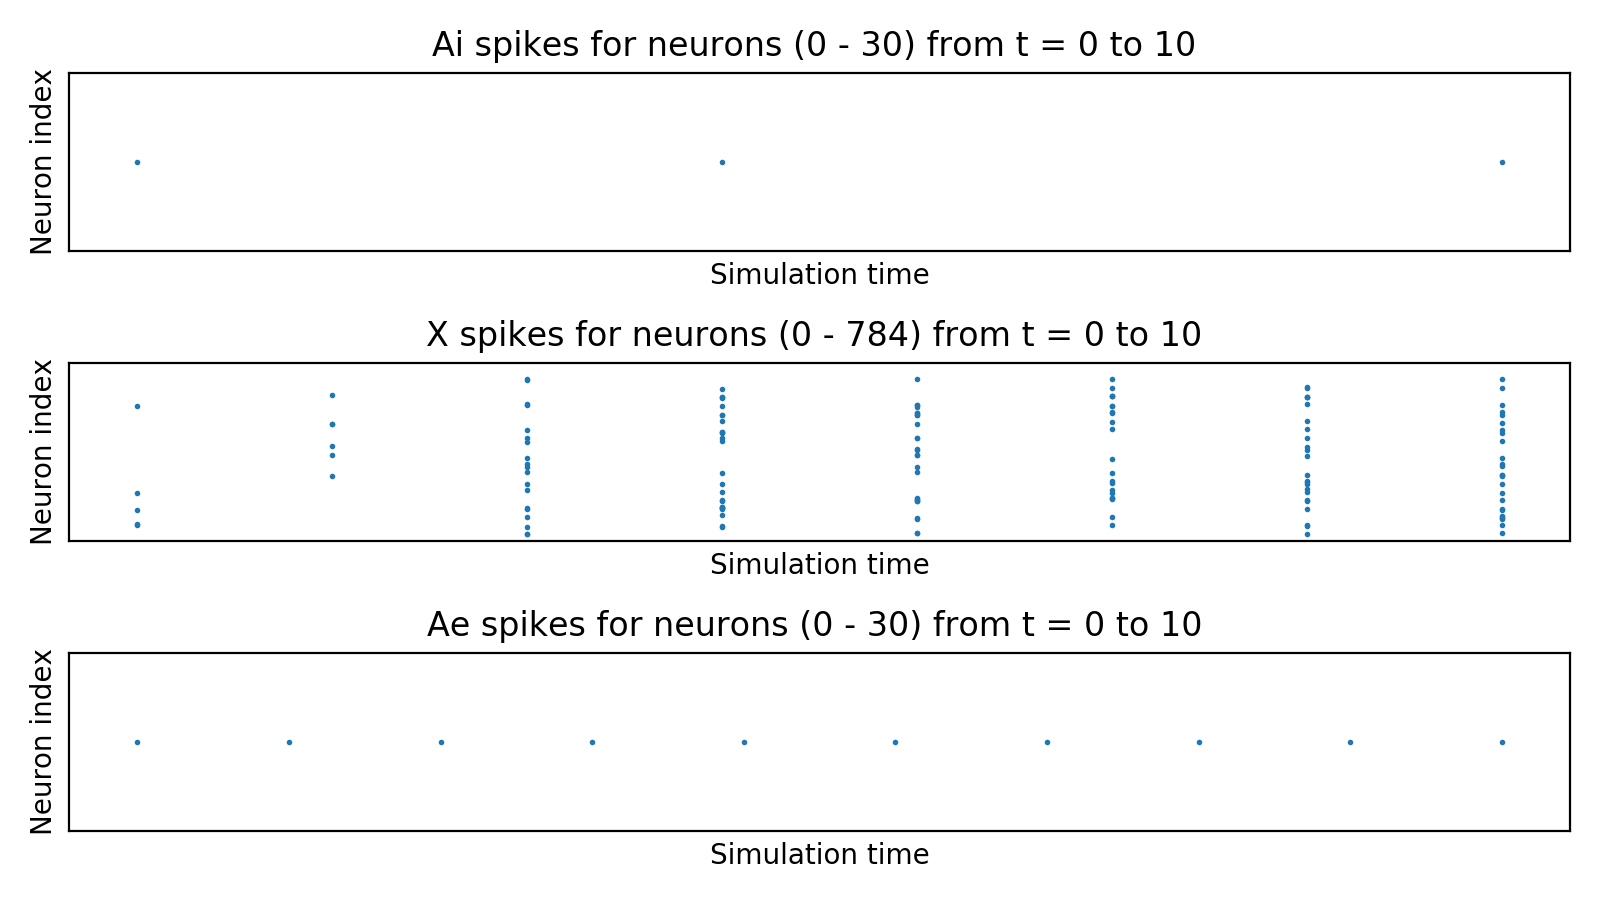 Ai spikes for neurons (0 - 30) from t = 0 to 10
Neuron index
Simulation time
X spikes for neurons (0 - 784) from t = 0 to 10
Neuron index
Simulation time
Ae spikes for neurons (0 - 30) from t = 0 to 10
Neuron index
Simulation time